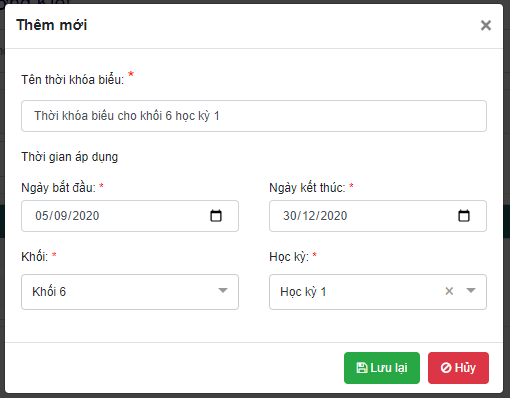 Thêm mới ×
Tên thời khóa biểu: *
Thời khóa biểu cho khối 6 học kỳ 1
Thời gian áp dụng
Ngày bắt đầu: * Ngày kết thúc: *
05/09/2020 30/12/2020
Khối: * Học kỳ: *
Khối 6 Học kỳ 1 ×
Lưu lại Hủy